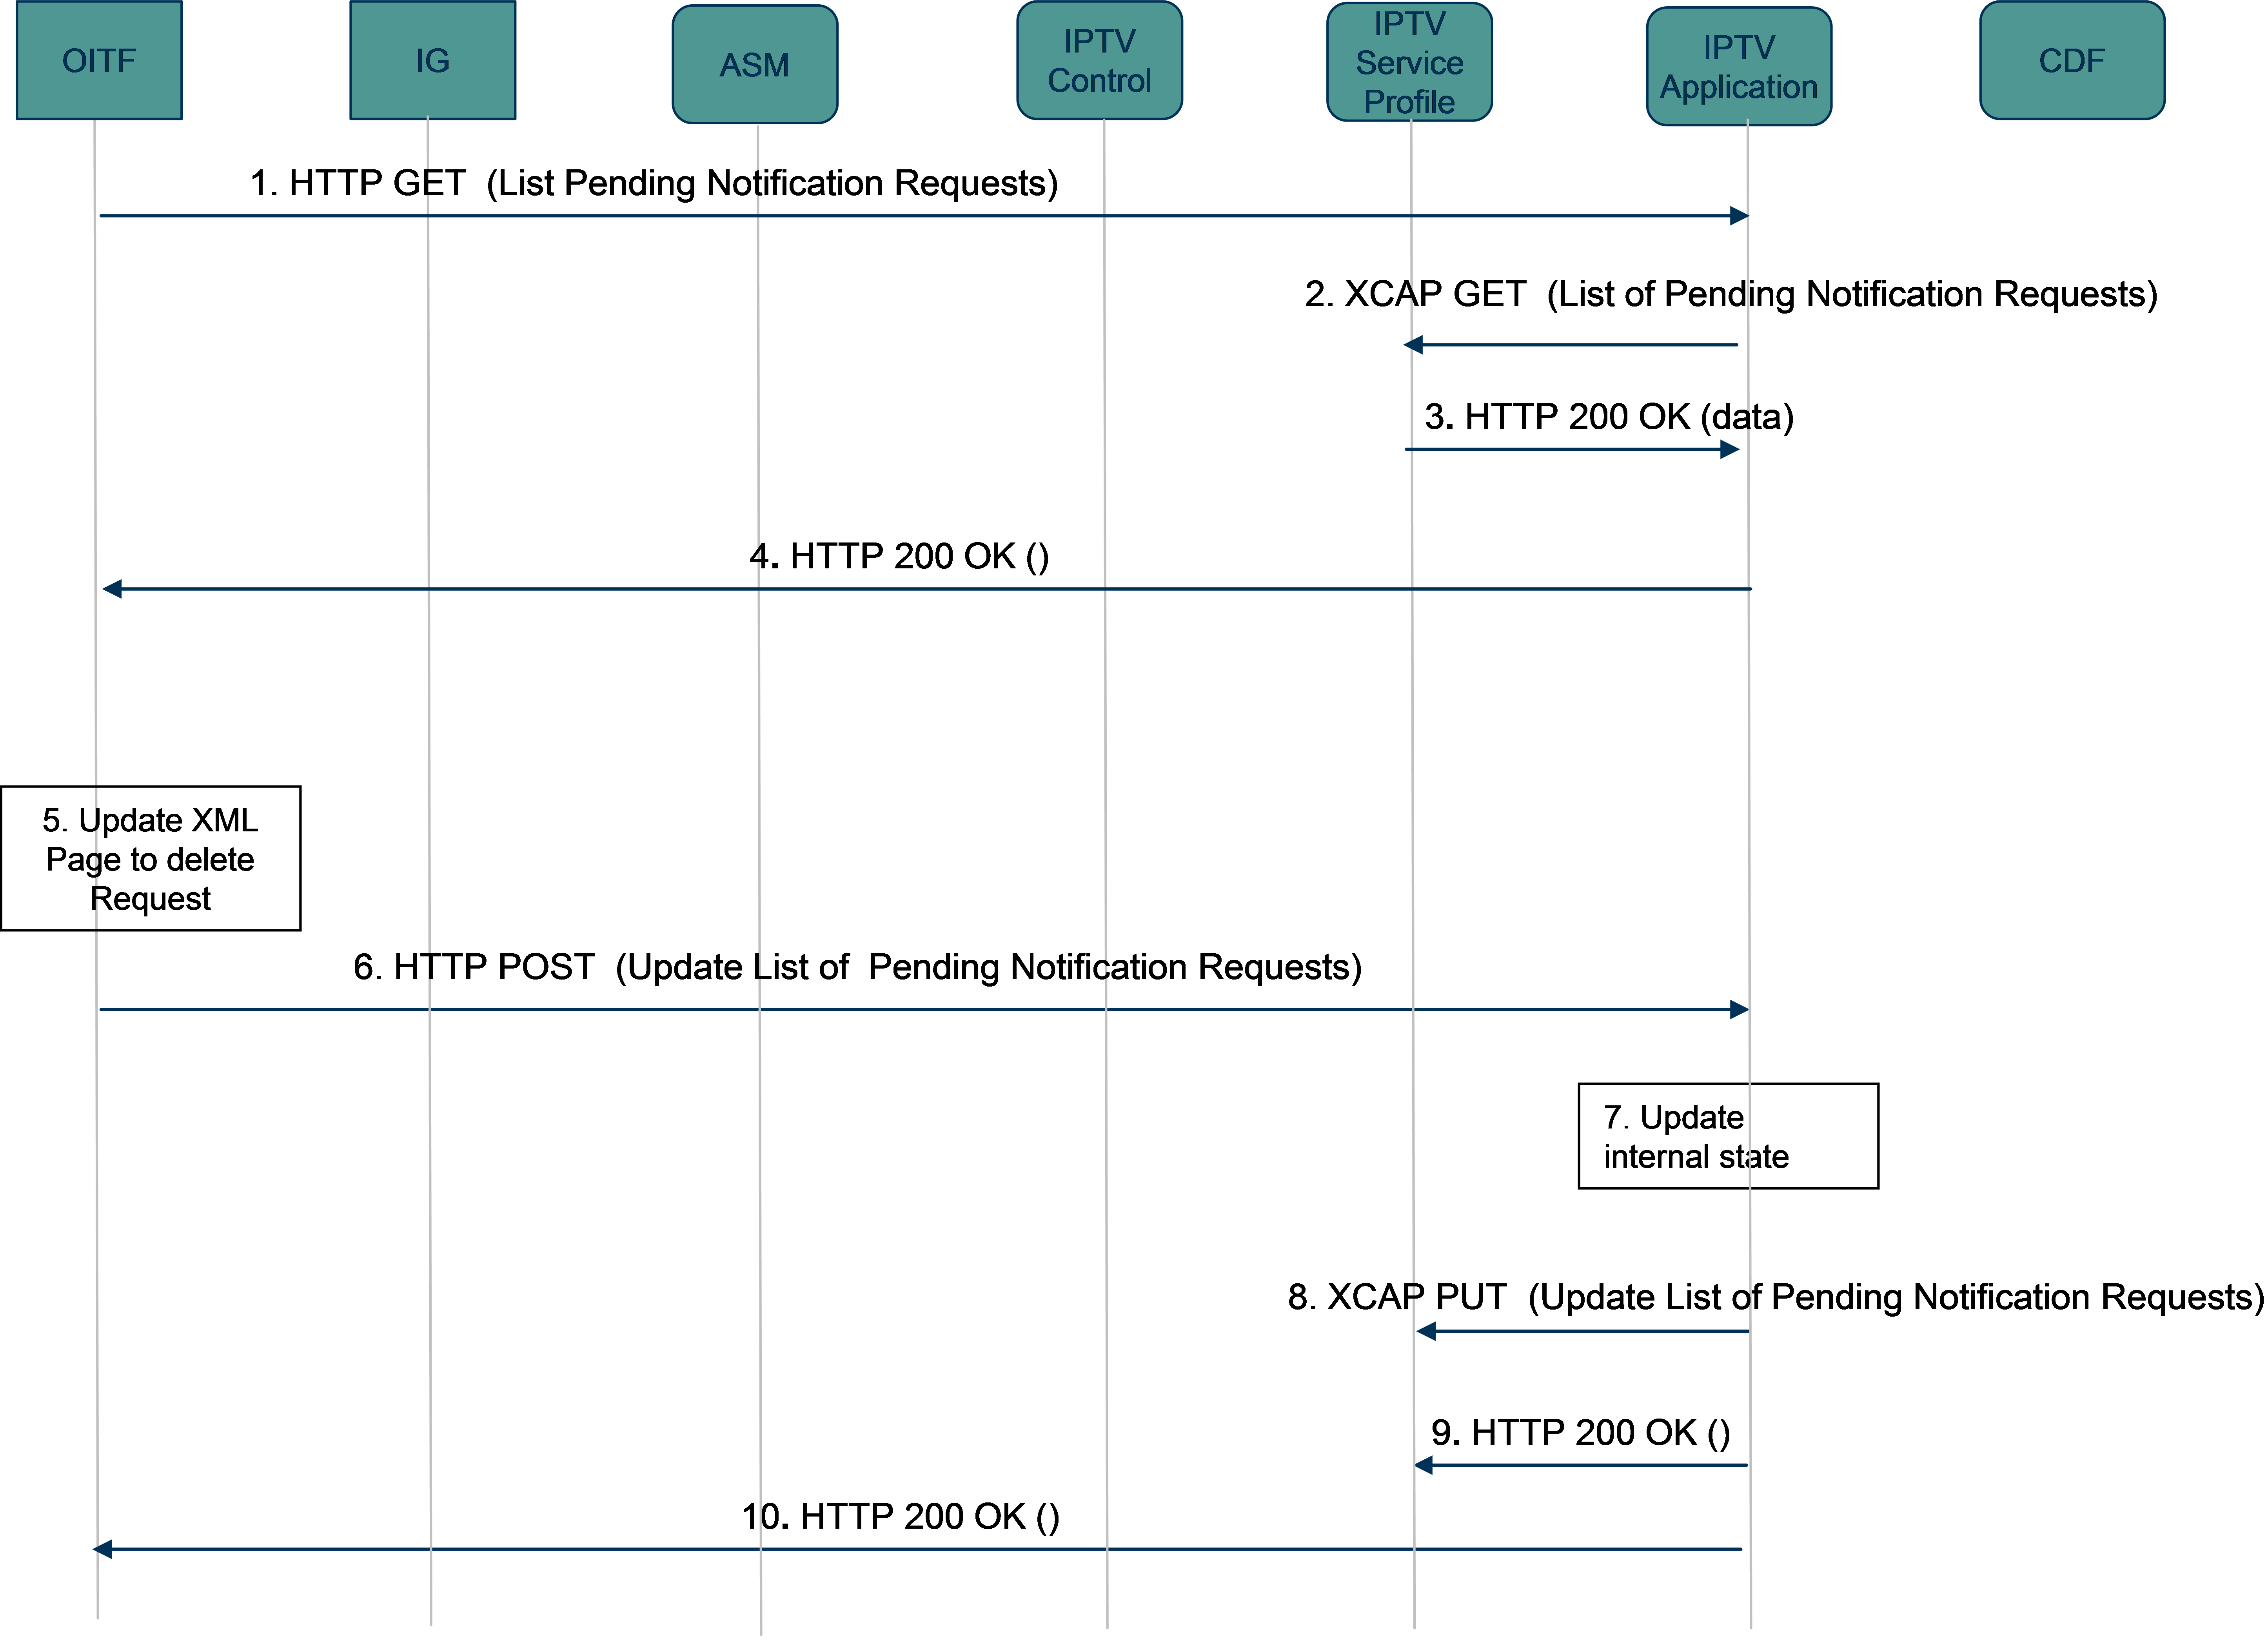 OITF
IG
ASM
IPTV
Control
IPTV
Service
Profile
IPTV
Application
CDF
1. HTTP GET  (List Pending Notification Requests)
2. XCAP GET  (List of Pending Notification Requests)
3. HTTP 200 OK (data)
4. HTTP 200 OK ()
5. Update XML
Page to delete
Request
6. HTTP POST  (Update List of  Pending Notification Requests)
7. Update
internal state
8. XCAP PUT  (Update List of Pending Notification Requests)
9. HTTP 200 OK ()
10. HTTP 200 OK ()